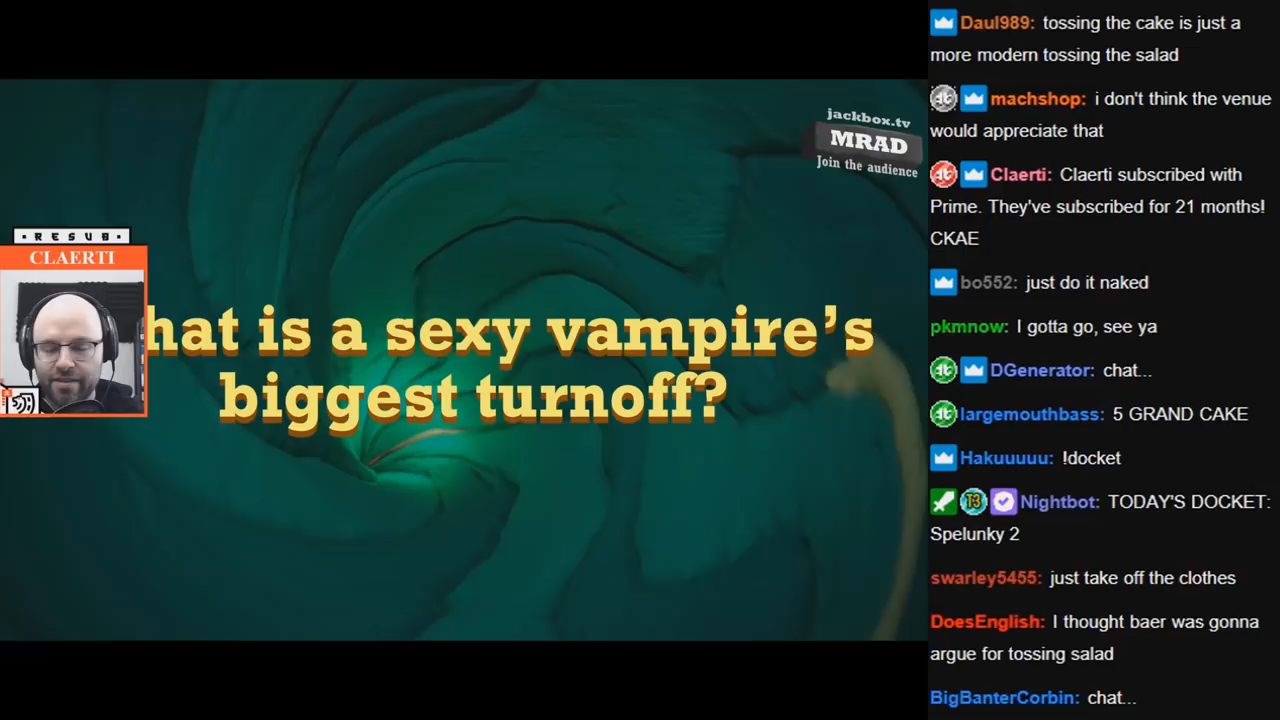 jackbox.tv
MRAD
Join the audience
• R E S U B •
CLAERTI
hat is a sexy vampire's
biggest turnoff?
Daul989: tossing the cake is just a
more modern tossing the salad
machshop: i don't think the venue
would appreciate that
Claerti: Claerti subscribed with
Prime. They've subscribed for 21 months!
CKAE
bo552: just do it naked
pkmnow: I gotta go, see ya
DGenerator: chat...
largemouthbass: 5 GRAND CAKE
Hakuuuuu: !docket
T3 Nightbot: TODAY'S DOCKET:
Spelunky 2
swarley5455: just take off the clothes
DoesEnglish: I thought baer was gonna
argue for tossing salad
BigBanterCorbin: chat...